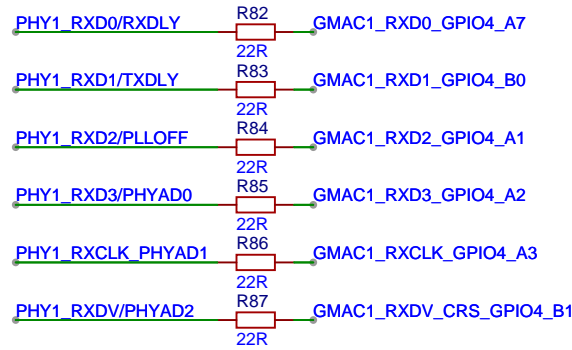 R82
PHY1_RXD0/RXDLY GMAC1_RXD0_GPIO4_A7
22R
R83
PHY1_RXD1/TXDLY GMAC1_RXD1_GPIO4_B0
22R
R84
PHY1_RXD2/PLLOFF GMAC1_RXD2_GPIO4_A1
22R
R85
PHY1_RXD3/PHYAD0 GMAC1_RXD3_GPIO4_A2
22R
R86
PHY1_RXCLK_PHYAD1 GMAC1_RXCLK_GPIO4_A3
22R
R87
PHY1_RXDV/PHYAD2 GMAC1_RXDV_CRS_GPIO4_B1
22R